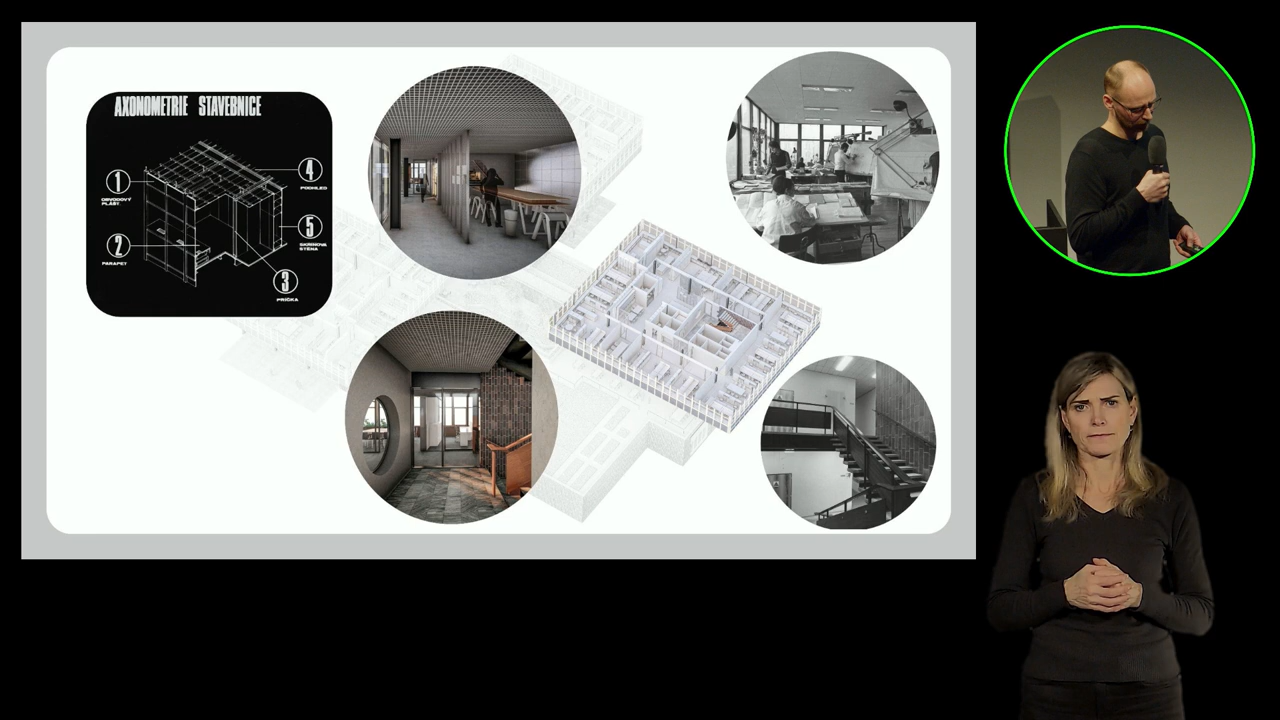 AXONOMETRIE STAVEBNICE
1
OBVODOVÝ
PLÁŠŤ
2
PARAPET
3
PŘÍČKA
4
PODHLED
5
SKŘÍŇOVÁ
STĚNA